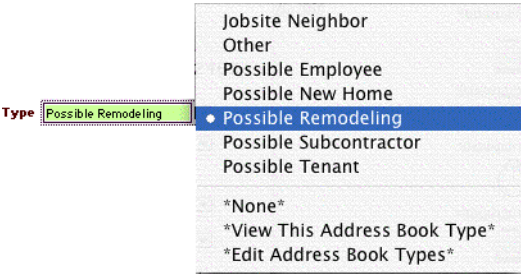 Jobsite Neighbor
Other
Possible Employee
Possible New Home
Type Possible Remodeling
Possible Remodeling
Possible Subcontractor
Possible Tenant
*None*
*View This Address Book Type*
*Edit Address Book Types*